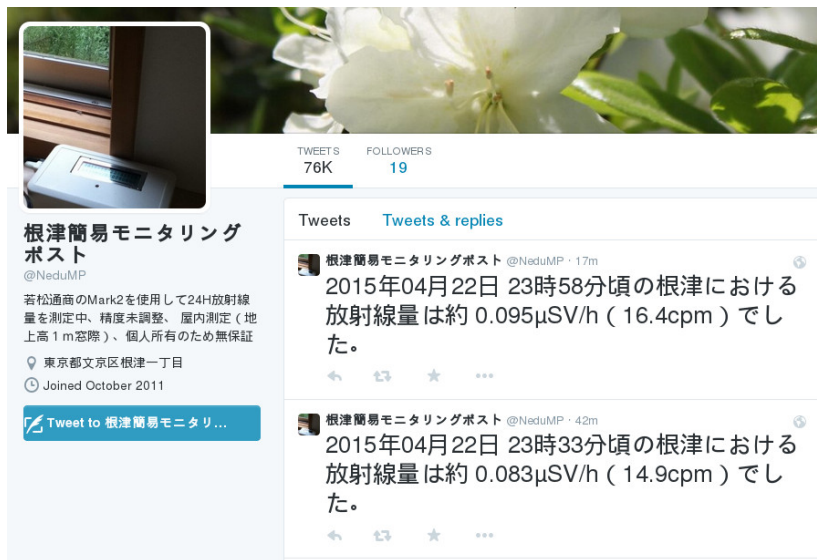 TWEETS
76K
FOLLOWERS
19
根津簡易モニタリング
ポスト
@NeduMP
若松通商のMark2を使用して24H放射線
量を測定中、精度未調整、 屋内測定（地
上高１ｍ窓際）、個人所有のため無保証
東京都文京区根津一丁目
Joined October 2011
Tweet to 根津簡易モニタリ...
Tweets
Tweets & replies
根津簡易モニタリングポスト @NeduMP · 17m
2015年04月22日 23時58分頃の根津における
放射線量は約 0.095μSV/h（16.4cpm）でし
た。
根津簡易モニタリングポスト @NeduMP · 42m
2015年04月22日 23時33分頃の根津における
放射線量は約 0.083μSV/h（14.9cpm）でし
た。